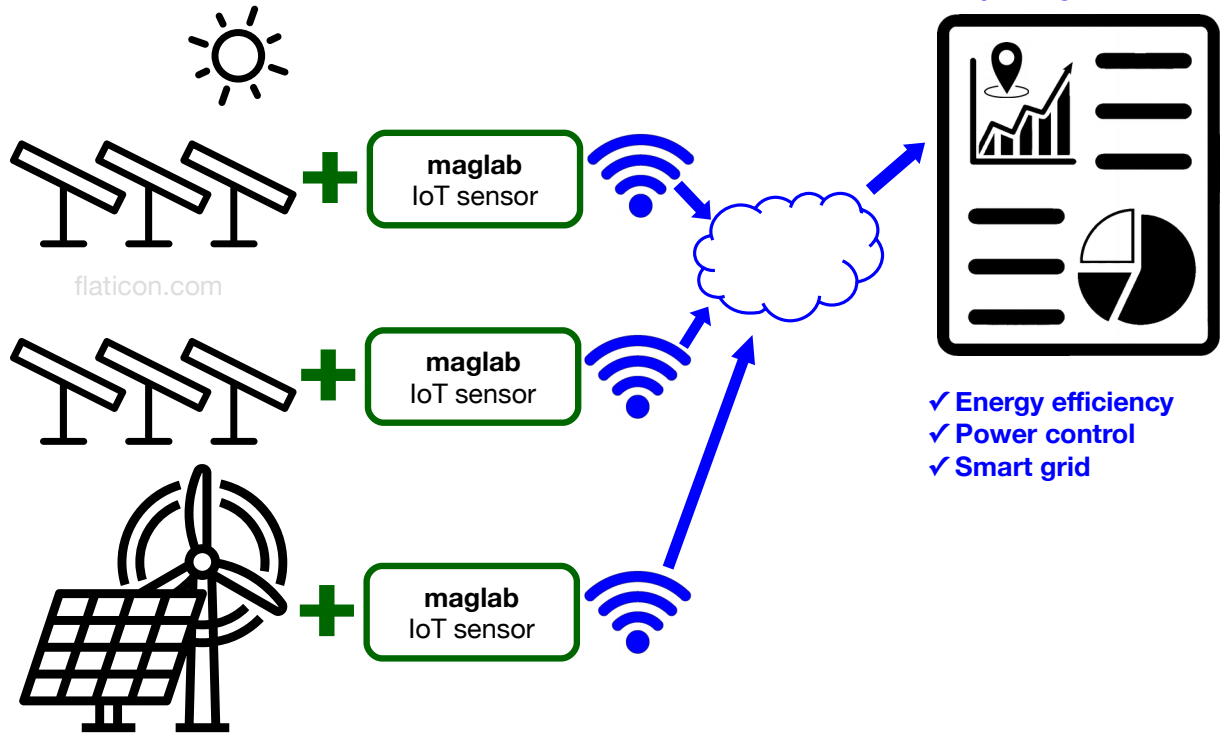 maglab
IoT sensor
flaticon.com
maglab
IoT sensor
✓ Energy efficiency
✓ Power control
✓ Smart grid
maglab
IoT sensor